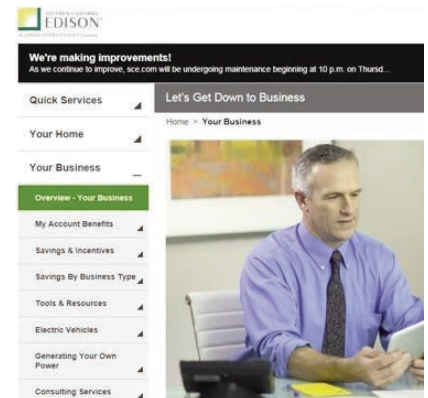 SOUTHERN CALIFORNIA
EDISON
We're making improvements!
As we continue to improve, sce.com will be undergoing maintenance beginning at 10 p.m. on Thursd...
Quick Services
Your Home
Your Business
Overview - Your Business
My Account Benefits
Savings & Incentives
Savings By Business Type
Tools & Resources
Electric Vehicles
Generating Your Own
Power
Consulting Services
Let's Get Down to Business
Home > Your Business